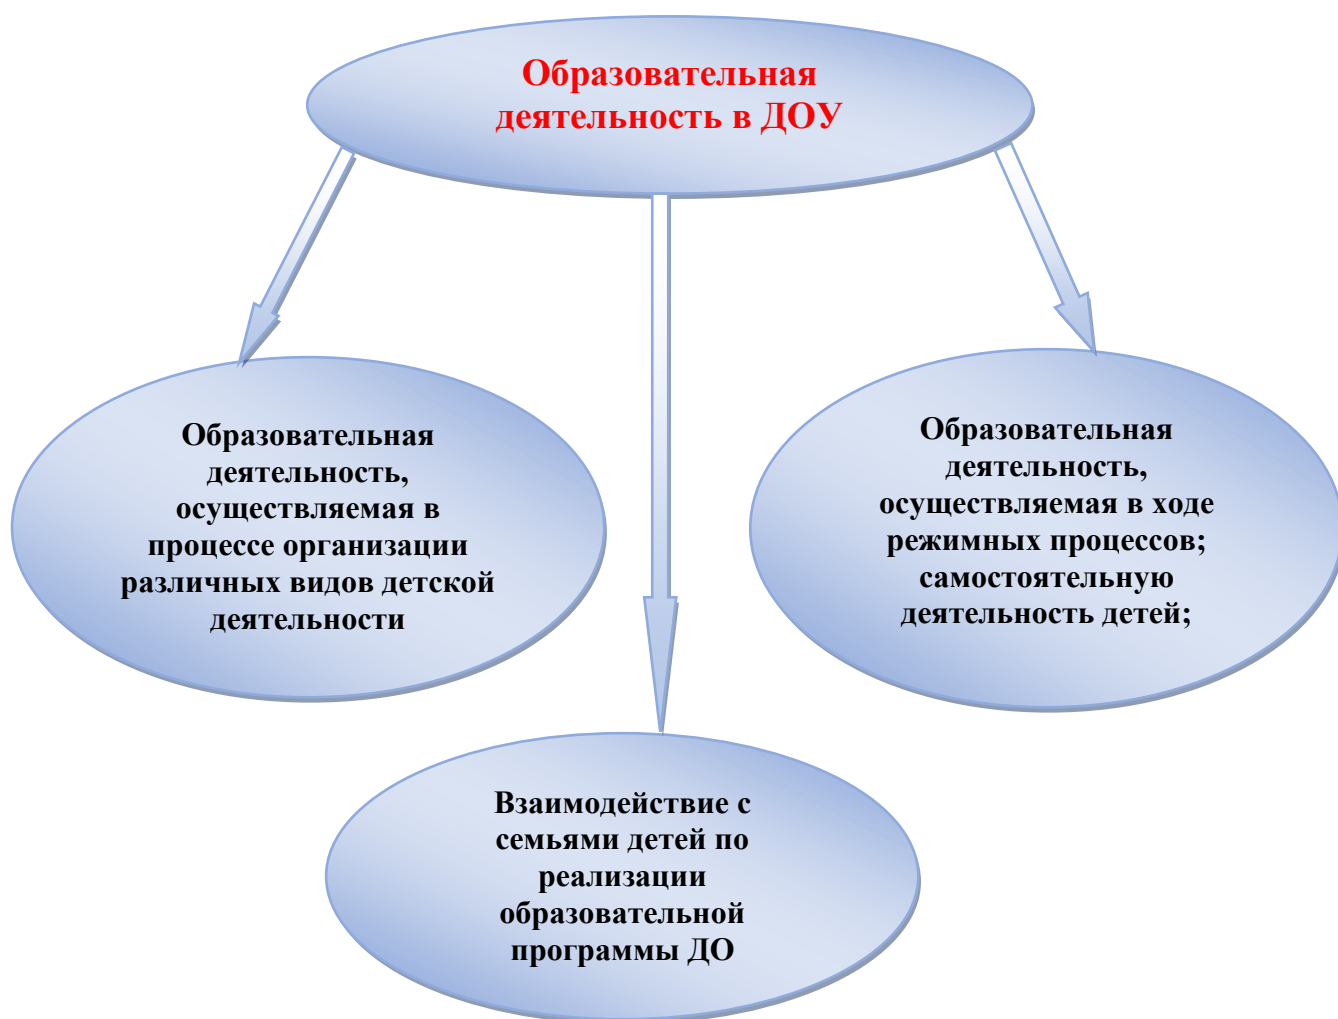 Образовательная
деятельность в ДОУ
Образовательная
деятельность,
осуществляемая в
процессе организации
различных видов детской
деятельности
Образовательная
деятельность,
осуществляемая в ходе
режимных процессов;
самостоятельную
деятельность детей;
Взаимодействие с
семьями детей по
реализации
образовательной
программы ДО